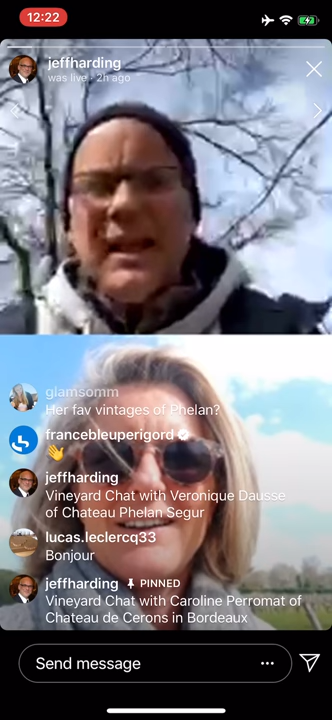 12:22
jeffharding
was live · 2h ago
glamsomm
Her fav vintages of Phelan?
francebleuperigord
👋
jeffharding
Vineyard Chat with Veronique Dausse
of Chateau Phelan Segur
lucas.leclercq33
Bonjour
jeffharding PINNED
Vineyard Chat with Caroline Perromat of
Chateau de Cerons in Bordeaux
Send message